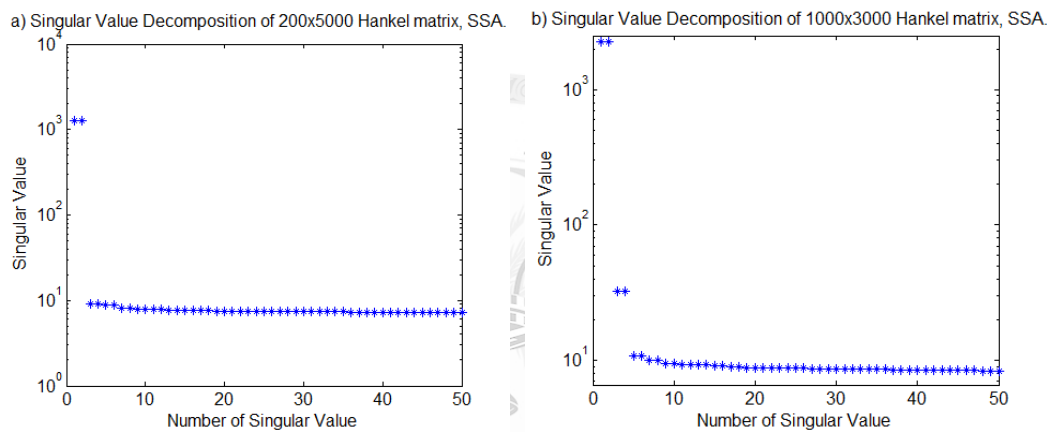 a) Singular Value Decomposition of 200x5000 Hankel matrix, SSA.
10^4
10^3
10^2
10^1
10^0
Singular Value
0 10 20 30 40 50
Number of Singular Value
b) Singular Value Decomposition of 1000x3000 Hankel matrix, SSA.
10^3
10^2
10^1
Singular Value
0 10 20 30 40 50
Number of Singular Value